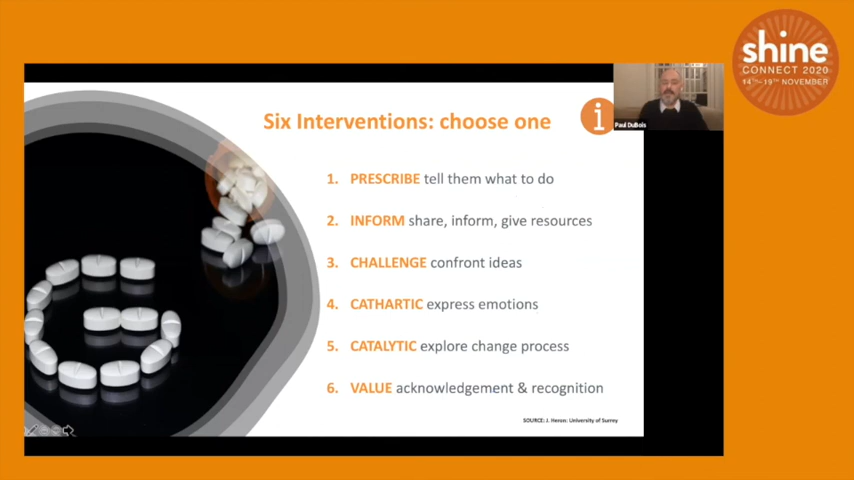 shine
CONNECT 2020
14TH-19TH NOVEMBER
Paul DuBois
Six Interventions: choose one
i
1. PRESCRIBE tell them what to do
2. INFORM share, inform, give resources
3. CHALLENGE confront ideas
4. CATHARTIC express emotions
5. CATALYTIC explore change process
6. VALUE acknowledgement & recognition
SOURCE: J. Heron: University of Surrey